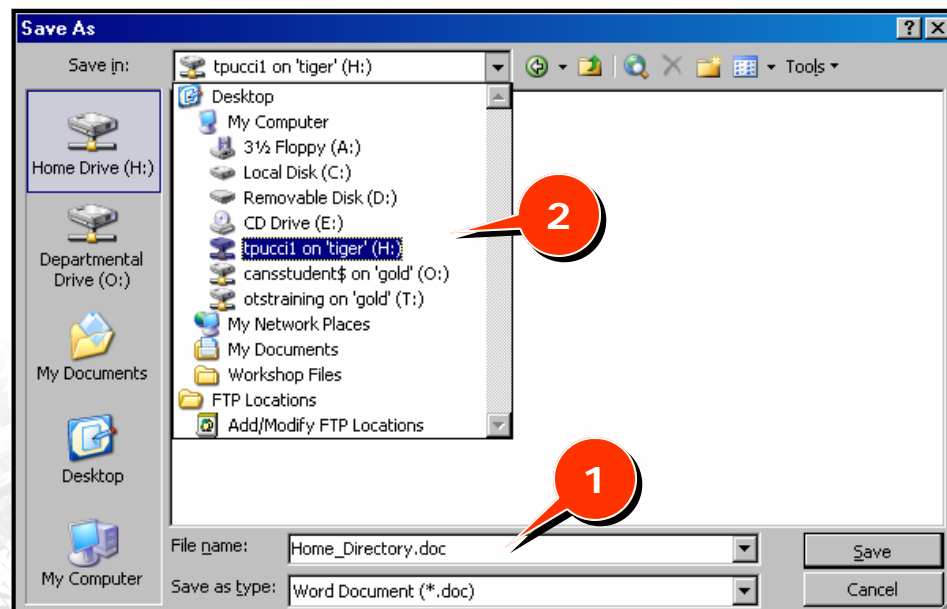 Save As
? X
Save in: tpucci1 on 'tiger' (H:) Tools
Desktop
My Computer
3½ Floppy (A:)
Local Disk (C:)
Removable Disk (D:)
CD Drive (E:)
tpucci1 on 'tiger' (H:)
cansstudent$ on 'gold' (O:)
otstraining on 'gold' (T:)
My Network Places
My Documents
Workshop Files
FTP Locations
Add/Modify FTP Locations
Home Drive (H:)
Departmental
Drive (O:)
My Documents
Desktop
My Computer
2
1
File name: Home_Directory.doc Save
Save as type: Word Document (*.doc) Cancel